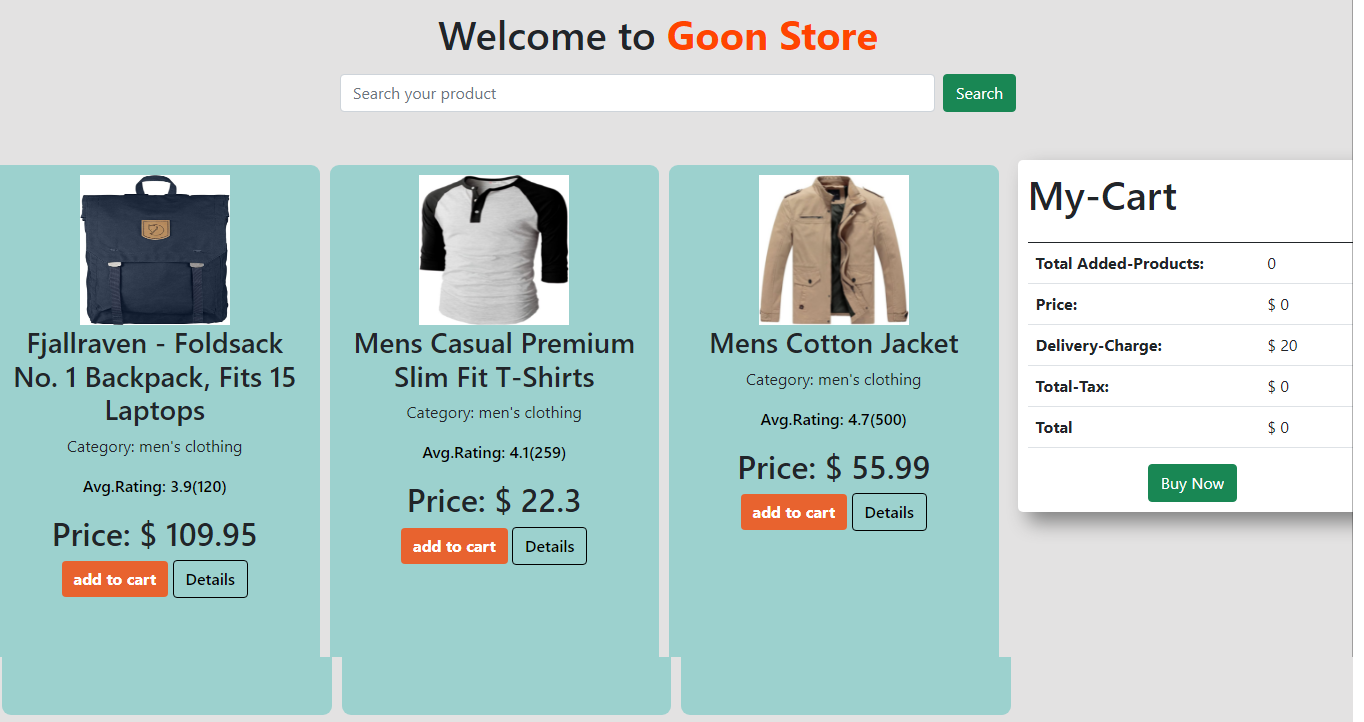 Welcome to Goon Store
Search your product
Search
Fjallraven - Foldsack
No. 1 Backpack, Fits 15
Laptops
Category: men's clothing
Avg.Rating: 3.9(120)
Price: $ 109.95
add to cart Details
Mens Casual Premium
Slim Fit T-Shirts
Category: men's clothing
Avg.Rating: 4.1(259)
Price: $ 22.3
add to cart Details
Mens Cotton Jacket
Category: men's clothing
Avg.Rating: 4.7(500)
Price: $ 55.99
add to cart Details
My-Cart
Total Added-Products: 0
Price: $ 0
Delivery-Charge: $ 20
Total-Tax: $ 0
Total $ 0
Buy Now